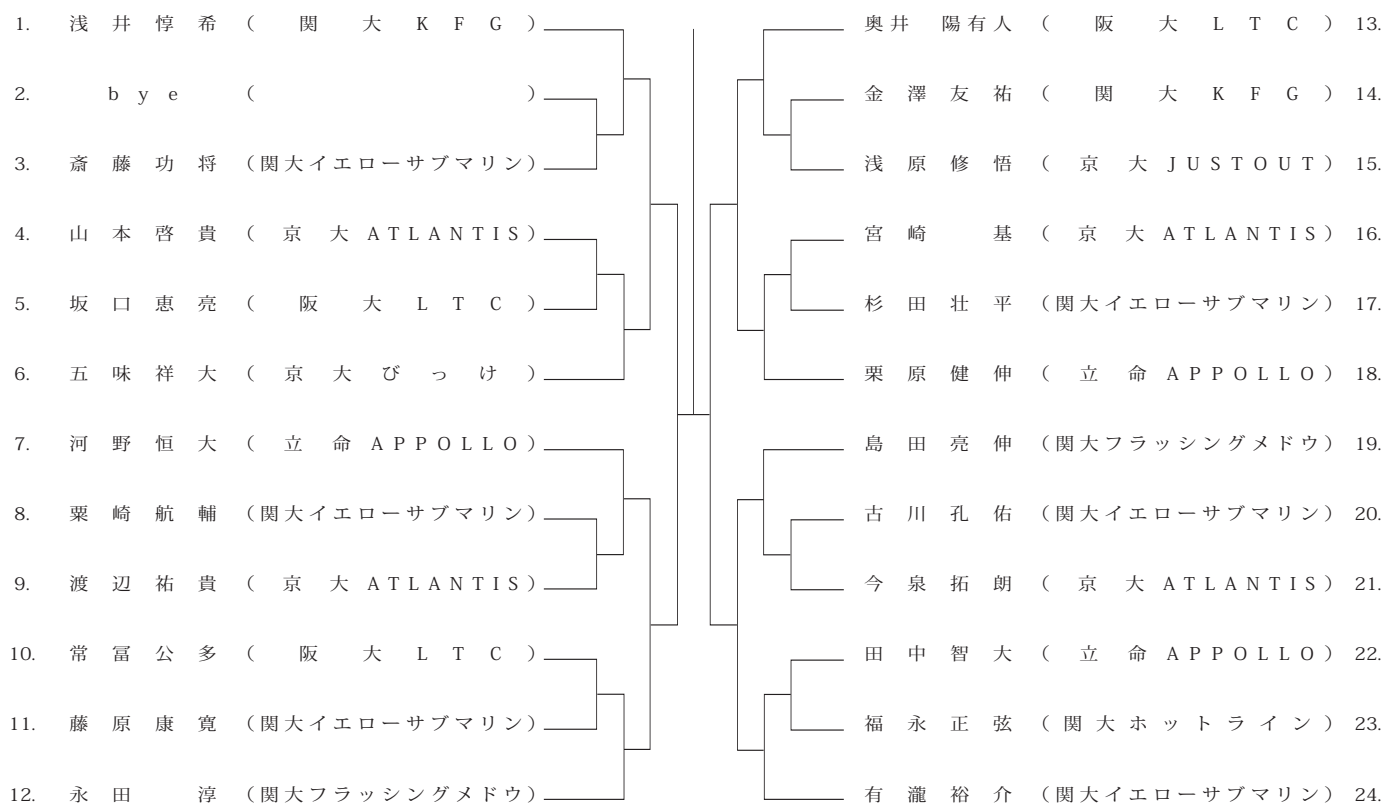 1. 浅井惇希（関大KFG）
2. bye （ ）
3. 斎藤功将（関大イエローサブマリン）
4. 山本啓貴（京大ATLANTIS）
5. 坂口恵亮（阪大LTC）
6. 五味祥大（京大びっけ）
7. 河野恒大（立命APPOLLO）
8. 粟崎航輔（関大イエローサブマリン）
9. 渡辺祐貴（京大ATLANTIS）
10. 常冨公多（阪大LTC）
11. 藤原康寛（関大イエローサブマリン）
12. 永田 淳（関大フラッシングメドウ）
奥井 陽有人（阪大LTC）13.
金澤友祐（関大KFG）14.
浅原修悟（京大JUSTOUT）15.
宮崎 基（京大ATLANTIS）16.
杉田壮平（関大イエローサブマリン）17.
栗原健伸（立命APPOLLO）18.
島田亮伸（関大フラッシングメドウ）19.
古川孔佑（関大イエローサブマリン）20.
今泉拓朗（京大ATLANTIS）21.
田中智大（立命APPOLLO）22.
福永正弦（関大ホットライン）23.
有瀧裕介（関大イエローサブマリン）24.